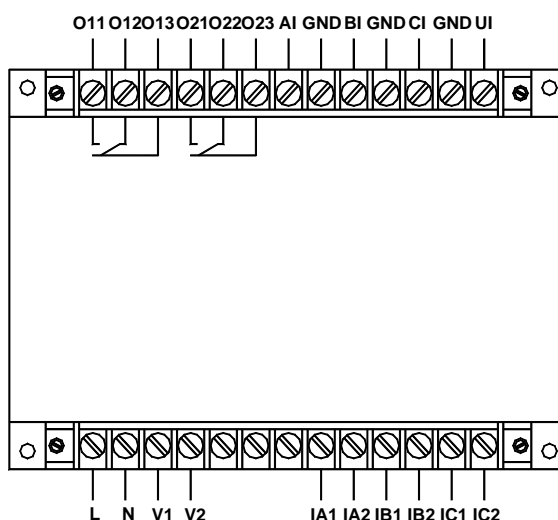 O11 O12 O13 O21 O22 O23 AI GND BI GND CI GND UI
L N V1 V2 IA1 IA2 IB1 IB2 IC1 IC2